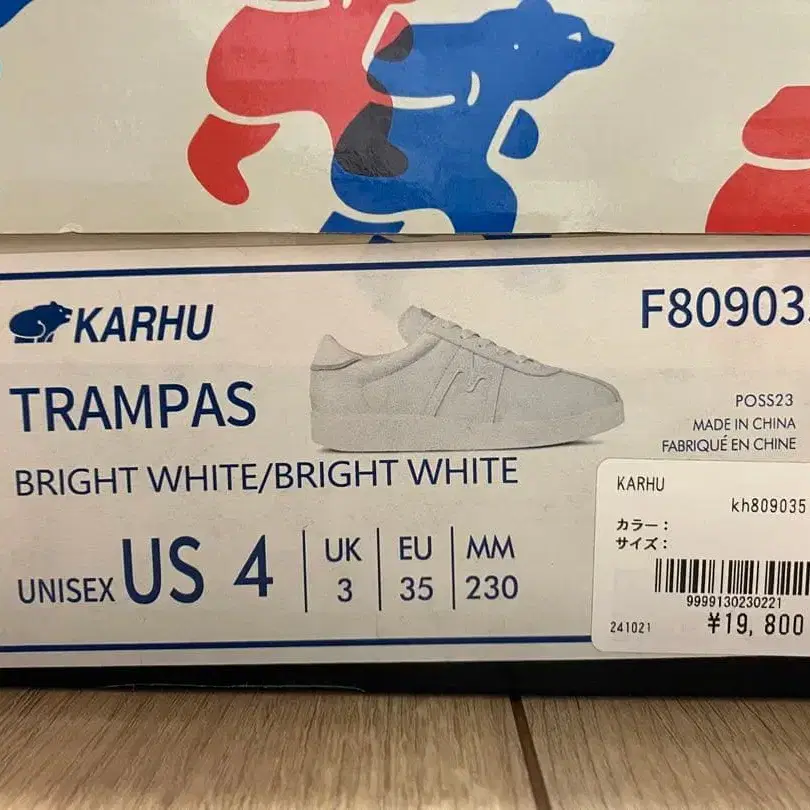 KARHU
F809035
TRAMPAS
POSS23
MADE IN CHINA
FABRIQUÉ EN CHINE
BRIGHT WHITE/BRIGHT WHITE
UNISEX US 4
UK
3
EU
35
MM
230
KARHU
kh809035
カラー：
サイズ：
9999130230221
241021
¥19,800